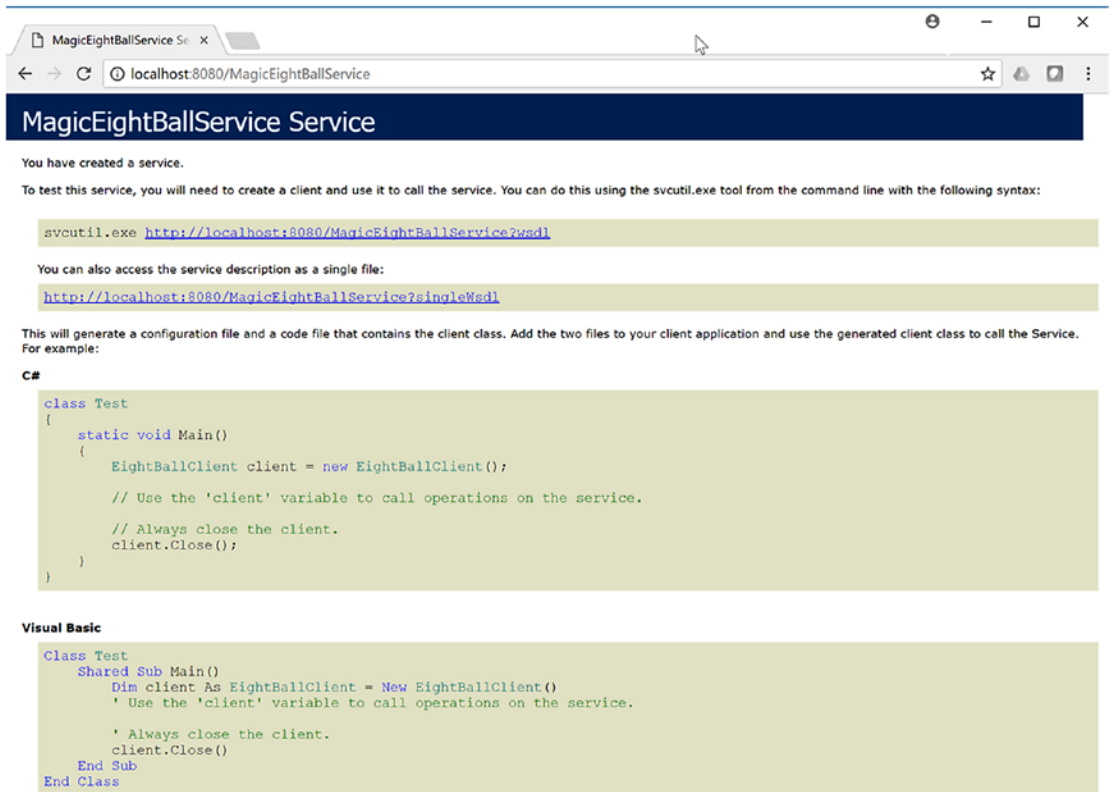 MagicEightBallService Se
localhost:8080/MagicEightBallService
MagicEightBallService Service
You have created a service.
To test this service, you will need to create a client and use it to call the service. You can do this using the svcutil.exe tool from the command line with the following syntax:
svcutil.exe http://localhost:8080/MagicEightBallService?wsdl
You can also access the service description as a single file:
http://localhost:8080/MagicEightBallService?singleWsdl
This will generate a configuration file and a code file that contains the client class. Add the two files to your client application and use the generated client class to call the Service.
For example:
C#
class Test
{
    static void Main()
    {
        EightBallClient client = new EightBallClient();
        // Use the 'client' variable to call operations on the service.
        // Always close the client.
        client.Close();
    }
}
Visual Basic
Class Test
    Shared Sub Main()
        Dim client As EightBallClient = New EightBallClient()
        ' Use the 'client' variable to call operations on the service.
        ' Always close the client.
        client.Close()
    End Sub
End Class